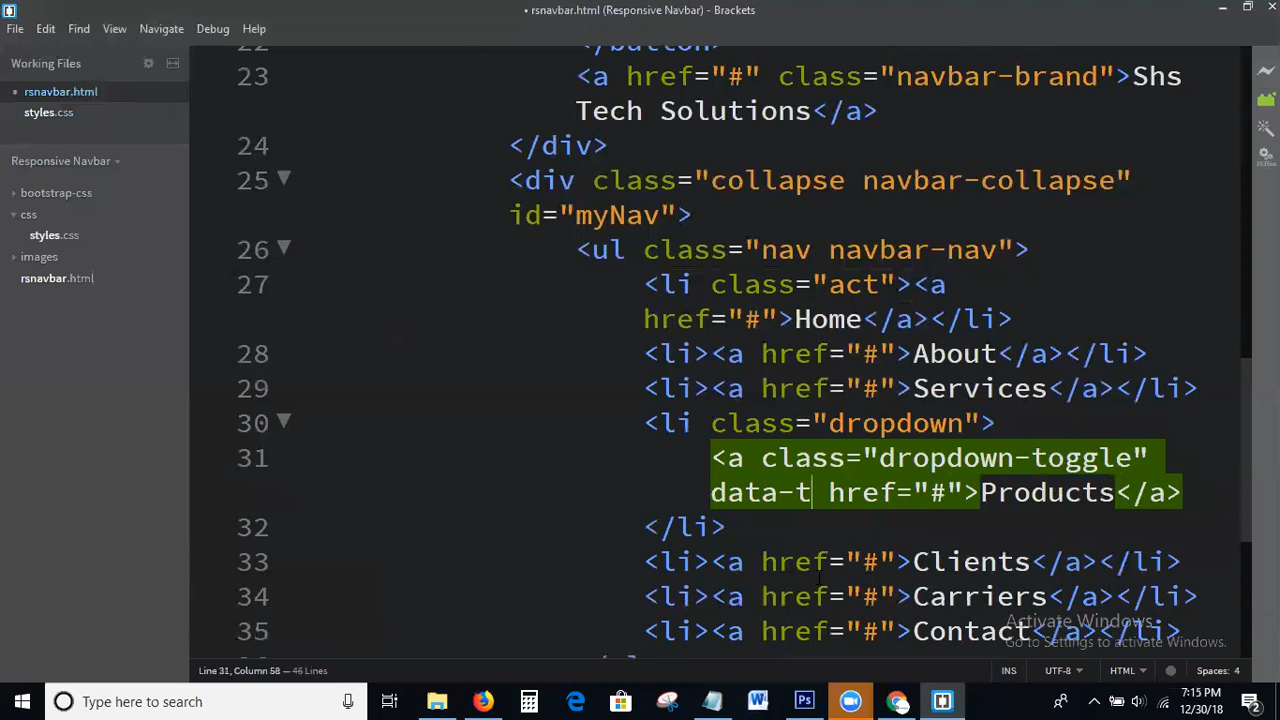 • rsnavbar.html (Responsive Navbar) - Brackets
File Edit Find View Navigate Debug Help
Working Files
• rsnavbar.html
styles.css
Responsive Navbar
bootstrap-css
css
styles.css
images
rsnavbar.html
22 </button>
23 <a href="#" class="navbar-brand">Shs
Tech Solutions</a>
24 </div>
25 <div class="collapse navbar-collapse"
id="myNav">
26 <ul class="nav navbar-nav">
27 <li class="act"><a
href="#">Home</a></li>
28 <li><a href="#">About</a></li>
29 <li><a href="#">Services</a></li>
30 <li class="dropdown">
31 <a class="dropdown-toggle"
data-t href="#">Products</a>
32 </li>
33 <li><a href="#">Clients</a></li>
34 <li><a href="#">Carriers</a></li>
35 <li><a href="#">Contact</a></li>
Activate Windows
Go to Settings to activate Windows.
Line 31, Column 58 — 46 Lines
INS UTF-8 HTML Spaces: 4
Type here to search
7:15 PM
12/30/18
2